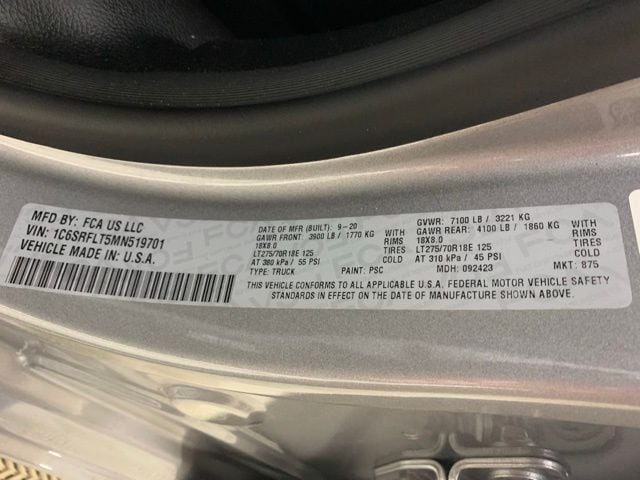 MFD BY: FCA US LLC
VIN: 1C6SRFLT5MN519701
VEHICLE MADE IN: U.S.A.
DATE OF MFR (BUILT): 9-20
GAWR FRONT: 3900 LB / 1770 KG WITH
18X8.0 RIMS
LT275/70R18E 125 TIRES
AT 380 kPa / 55 PSI COLD
TYPE: TRUCK PAINT: PSC
GVWR: 7100 LB / 3221 KG
GAWR REAR: 4100 LB / 1860 KG WITH
18X8.0 RIMS
LT275/70R18E 125 TIRES
AT 310 kPa / 45 PSI COLD
MDH: 092423 MKT: 875
THIS VEHICLE CONFORMS TO ALL APPLICABLE U.S.A. FEDERAL MOTOR VEHICLE SAFETY
STANDARDS IN EFFECT ON THE DATE OF MANUFACTURE SHOWN ABOVE.